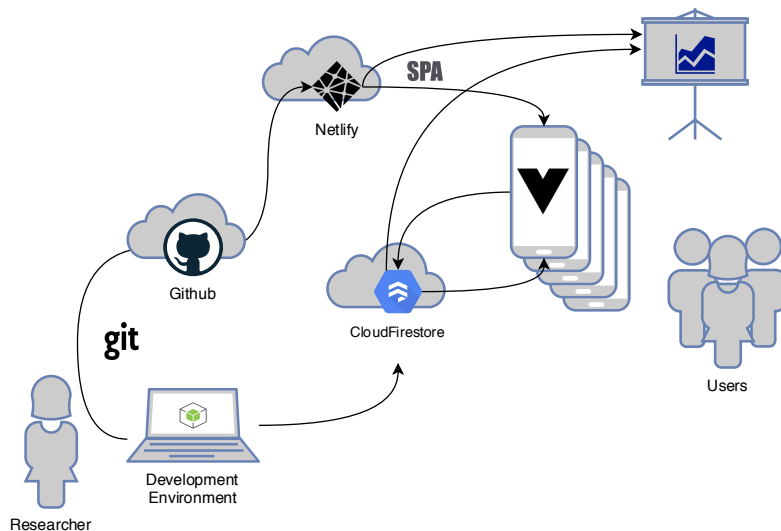 SPA
Netlify
Github
CloudFirestore
git
Users
Development
Environment
Researcher